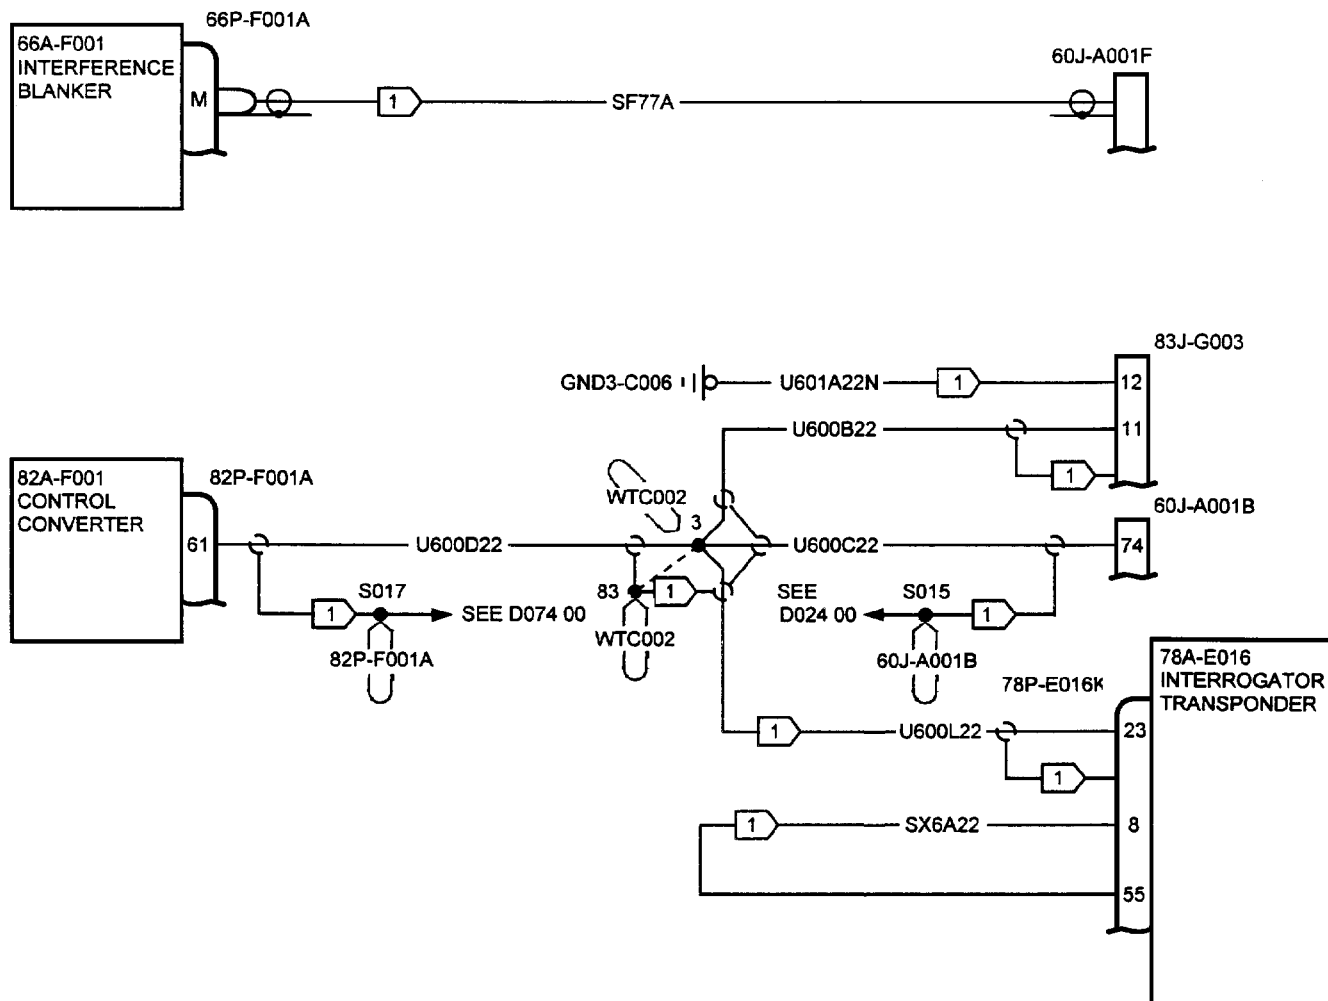 66P-F001A
66A-F001
INTERFERENCE
BLANKER
M
1
SF77A
60J-A001F
83J-G003
GND3-C006
U601A22N
1
12
U600B22
11
1
82A-F001
CONTROL
CONVERTER
82P-F001A
61
U600D22
WTC002
3
U600C22
60J-A001B
74
1
S017
SEE D074 00
82P-F001A
83
1
WTC002
SEE
D024 00
S015
1
60J-A001B
78A-E016
INTERROGATOR
TRANSPONDER
78P-E016K
1
U600L22
23
1
1
SX6A22
8
55